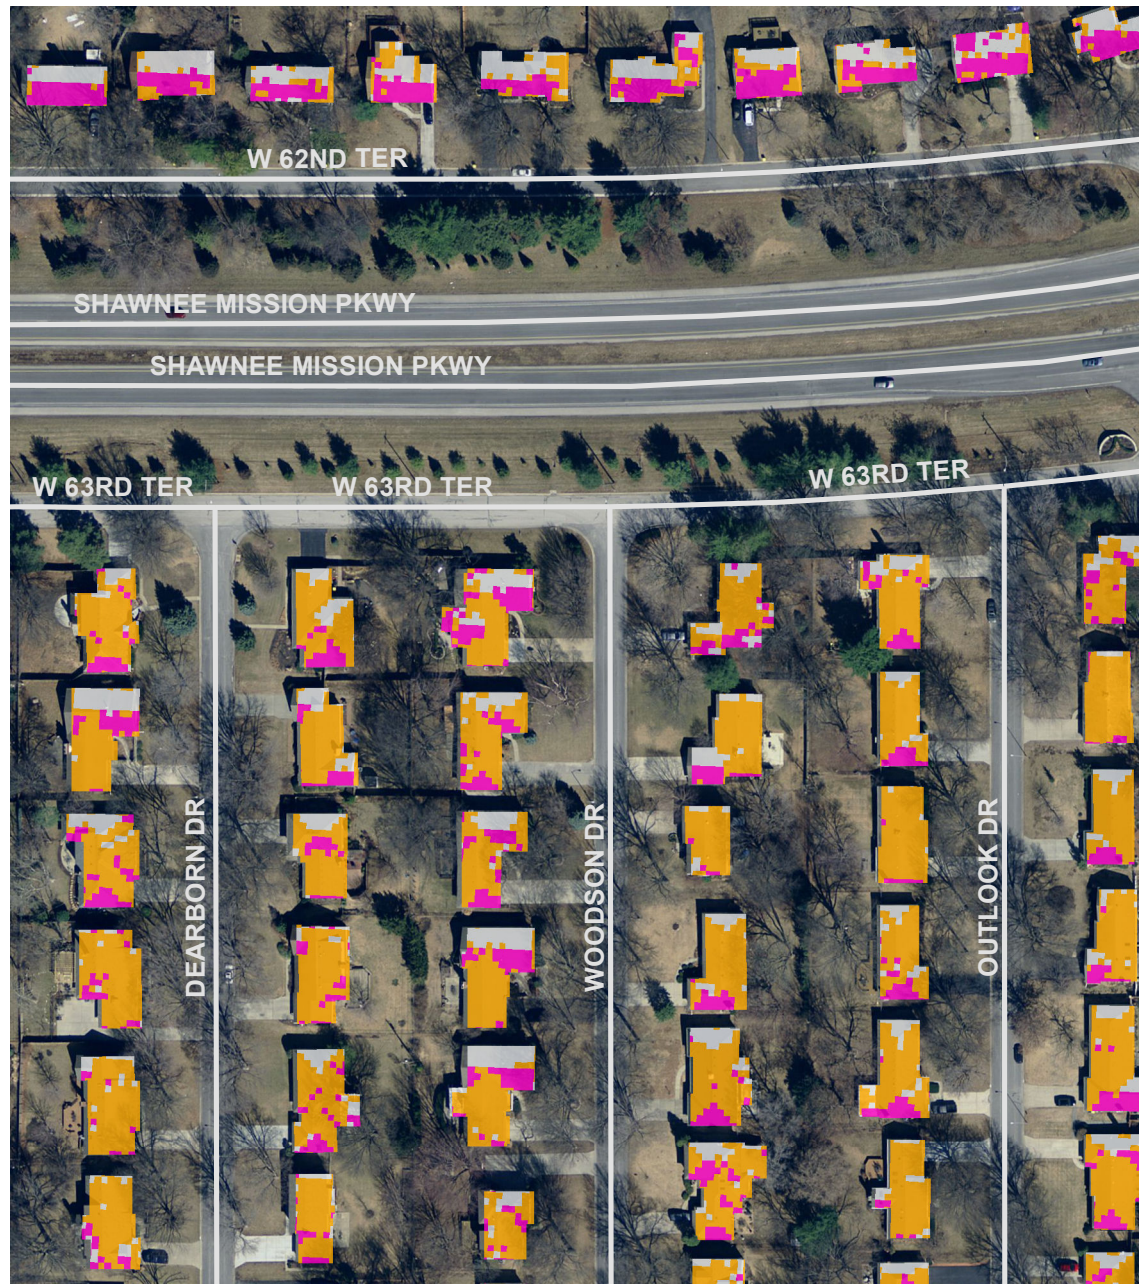 W 62ND TER
SHAWNEE MISSION PKWY
SHAWNEE MISSION PKWY
W 63RD TER
W 63RD TER
W 63RD TER
DEARBORN DR
WOODSON DR
OUTLOOK DR